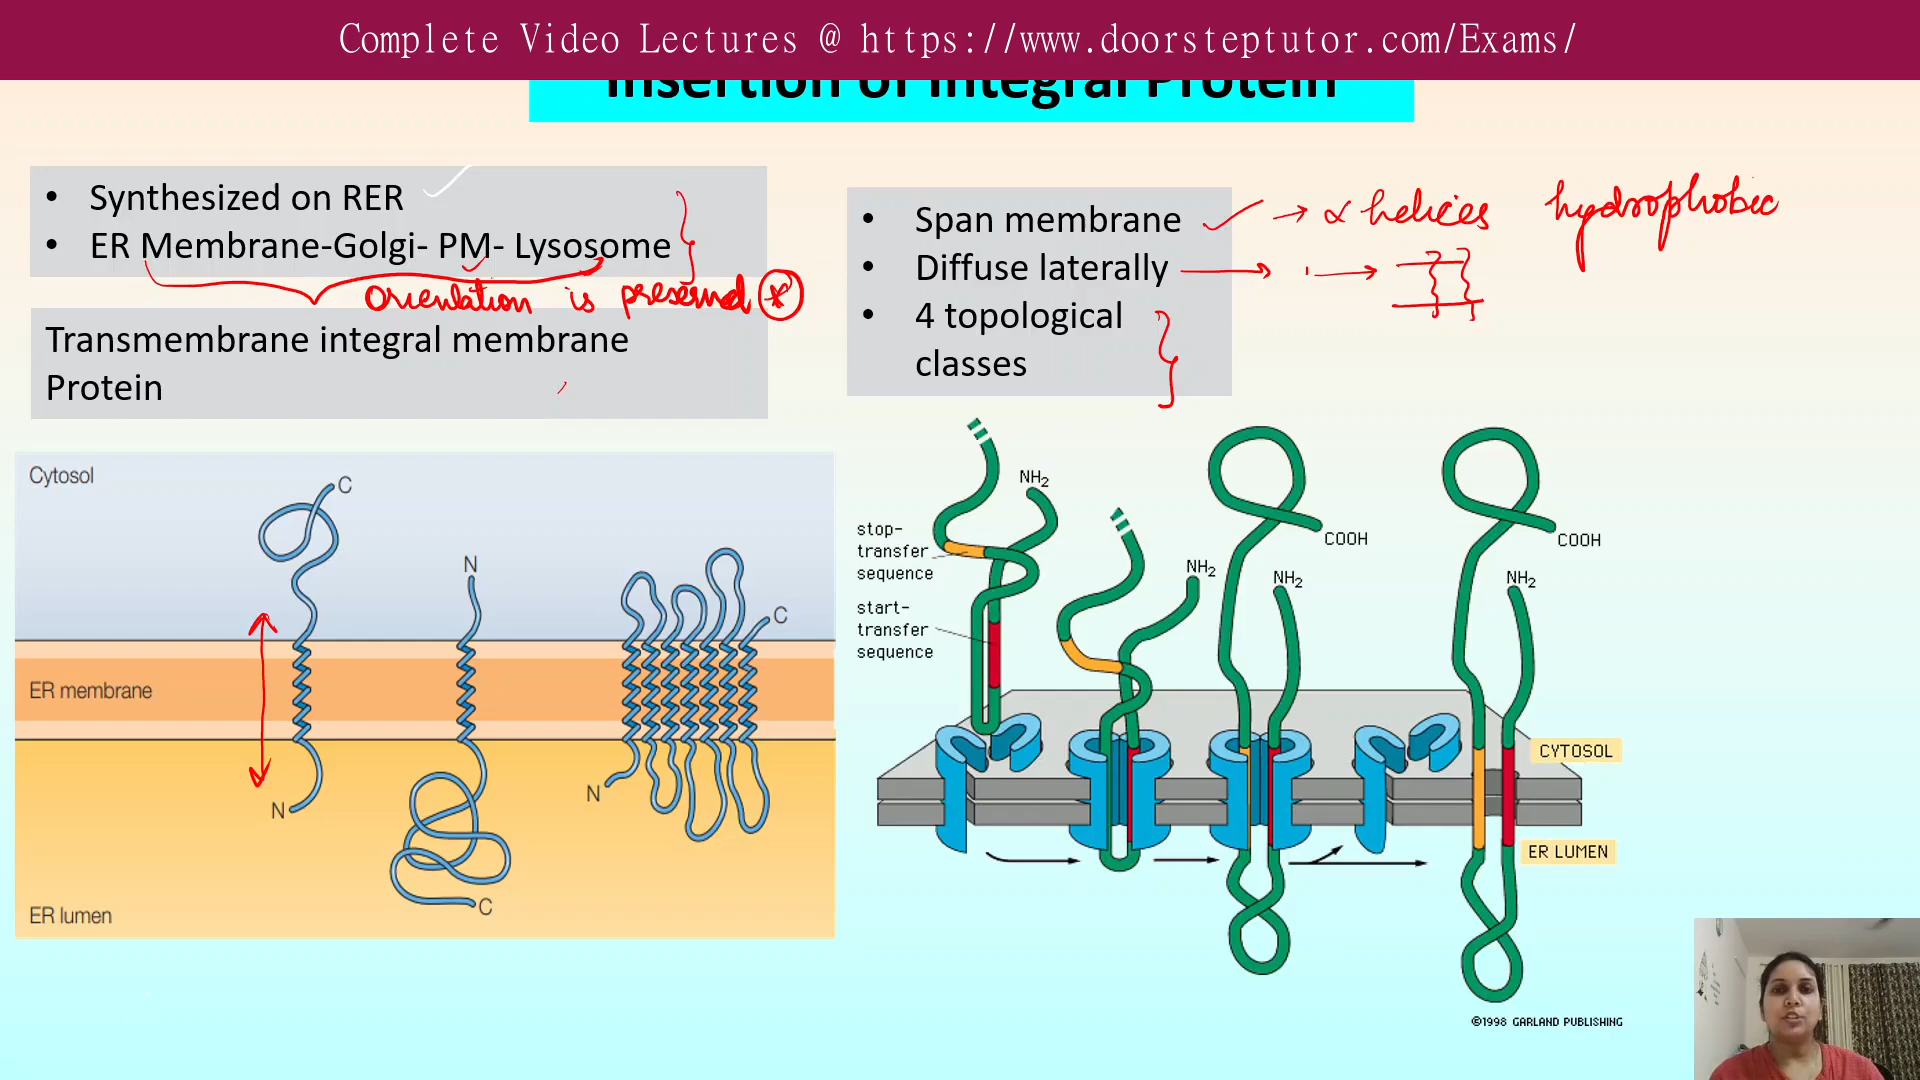 Complete Video Lectures @ https://www.doorsteptutor.com/Exams/
Insertion of Integral Protein
• Synthesized on RER
• ER Membrane-Golgi- PM- Lysosome
Orientation is preserved *
Transmembrane integral membrane
Protein
• Span membrane → α helices hydrophobic
• Diffuse laterally
• 4 topological
classes
Cytosol
C
N
C
ER membrane
N
N
C
ER lumen
NH2
stop-
transfer
sequence
start-
transfer
sequence
NH2
COOH
NH2
COOH
NH2
CYTOSOL
ER LUMEN
©1998 GARLAND PUBLISHING